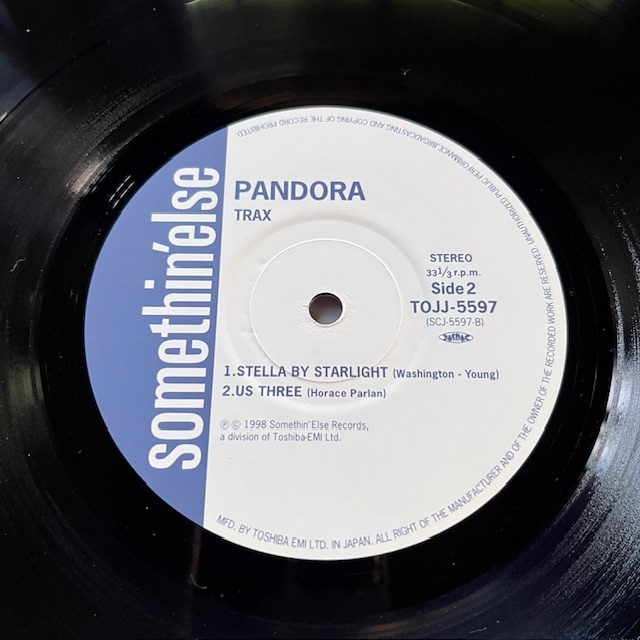 somethin'else
PANDORA
TRAX
STEREO
33 1/3 r.p.m.
Side 2
TOJJ-5597
(SCJ-5597-B)
JASRAC
1.STELLA BY STARLIGHT (Washington - Young)
2.US THREE (Horace Parlan)
Ⓟ© 1998 Somethin' Else Records,
a division of Toshiba-EMI Ltd.
MFD. BY TOSHIBA EMI LTD. IN JAPAN. ALL RIGHT OF THE MANUFACTURER AND OF THE OWNER OF THE RECORDED WORK ARE RESERVED. UNAUTHORIZED PUBLIC PERFORMANCE, BROADCASTING AND COPYING OF THE RECORD PROHIBITED.